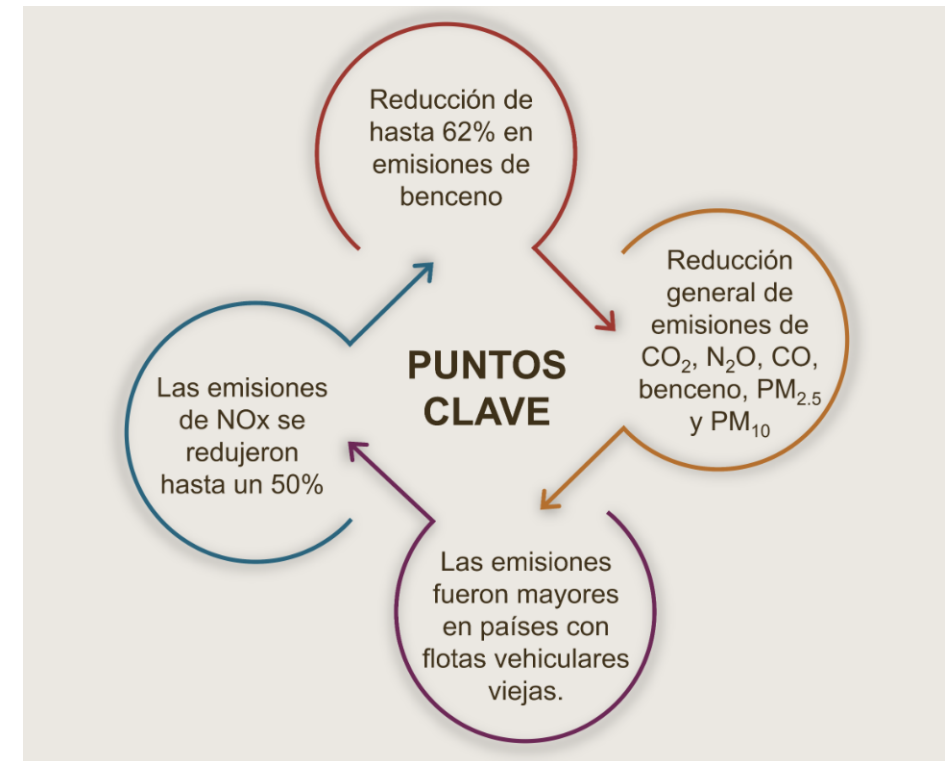 Reducción de
hasta 62% en
emisiones de
benceno
Reducción
general de
emisiones de
CO₂, N₂O, CO,
benceno, PM₂.₅
y PM₁₀
PUNTOS
CLAVE
Las emisiones
de NOx se
redujeron
hasta un 50%
Las emisiones
fueron mayores
en países con
flotas vehiculares
viejas.